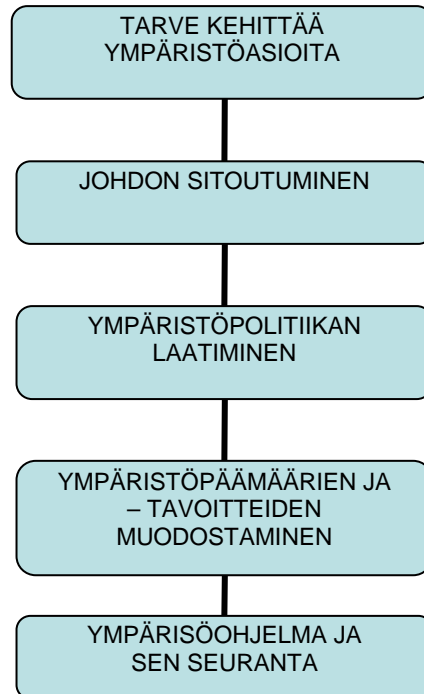 TARVE KEHITTÄÄ
YMPÄRISTÖASIOITA
JOHDON SITOUTUMINEN
YMPÄRISTÖPOLITIIKAN
LAATIMINEN
YMPÄRISTÖPÄÄMÄÄRIEN JA
– TAVOITTEIDEN
MUODOSTAMINEN
YMPÄRISÖOHJELMA JA
SEN SEURANTA